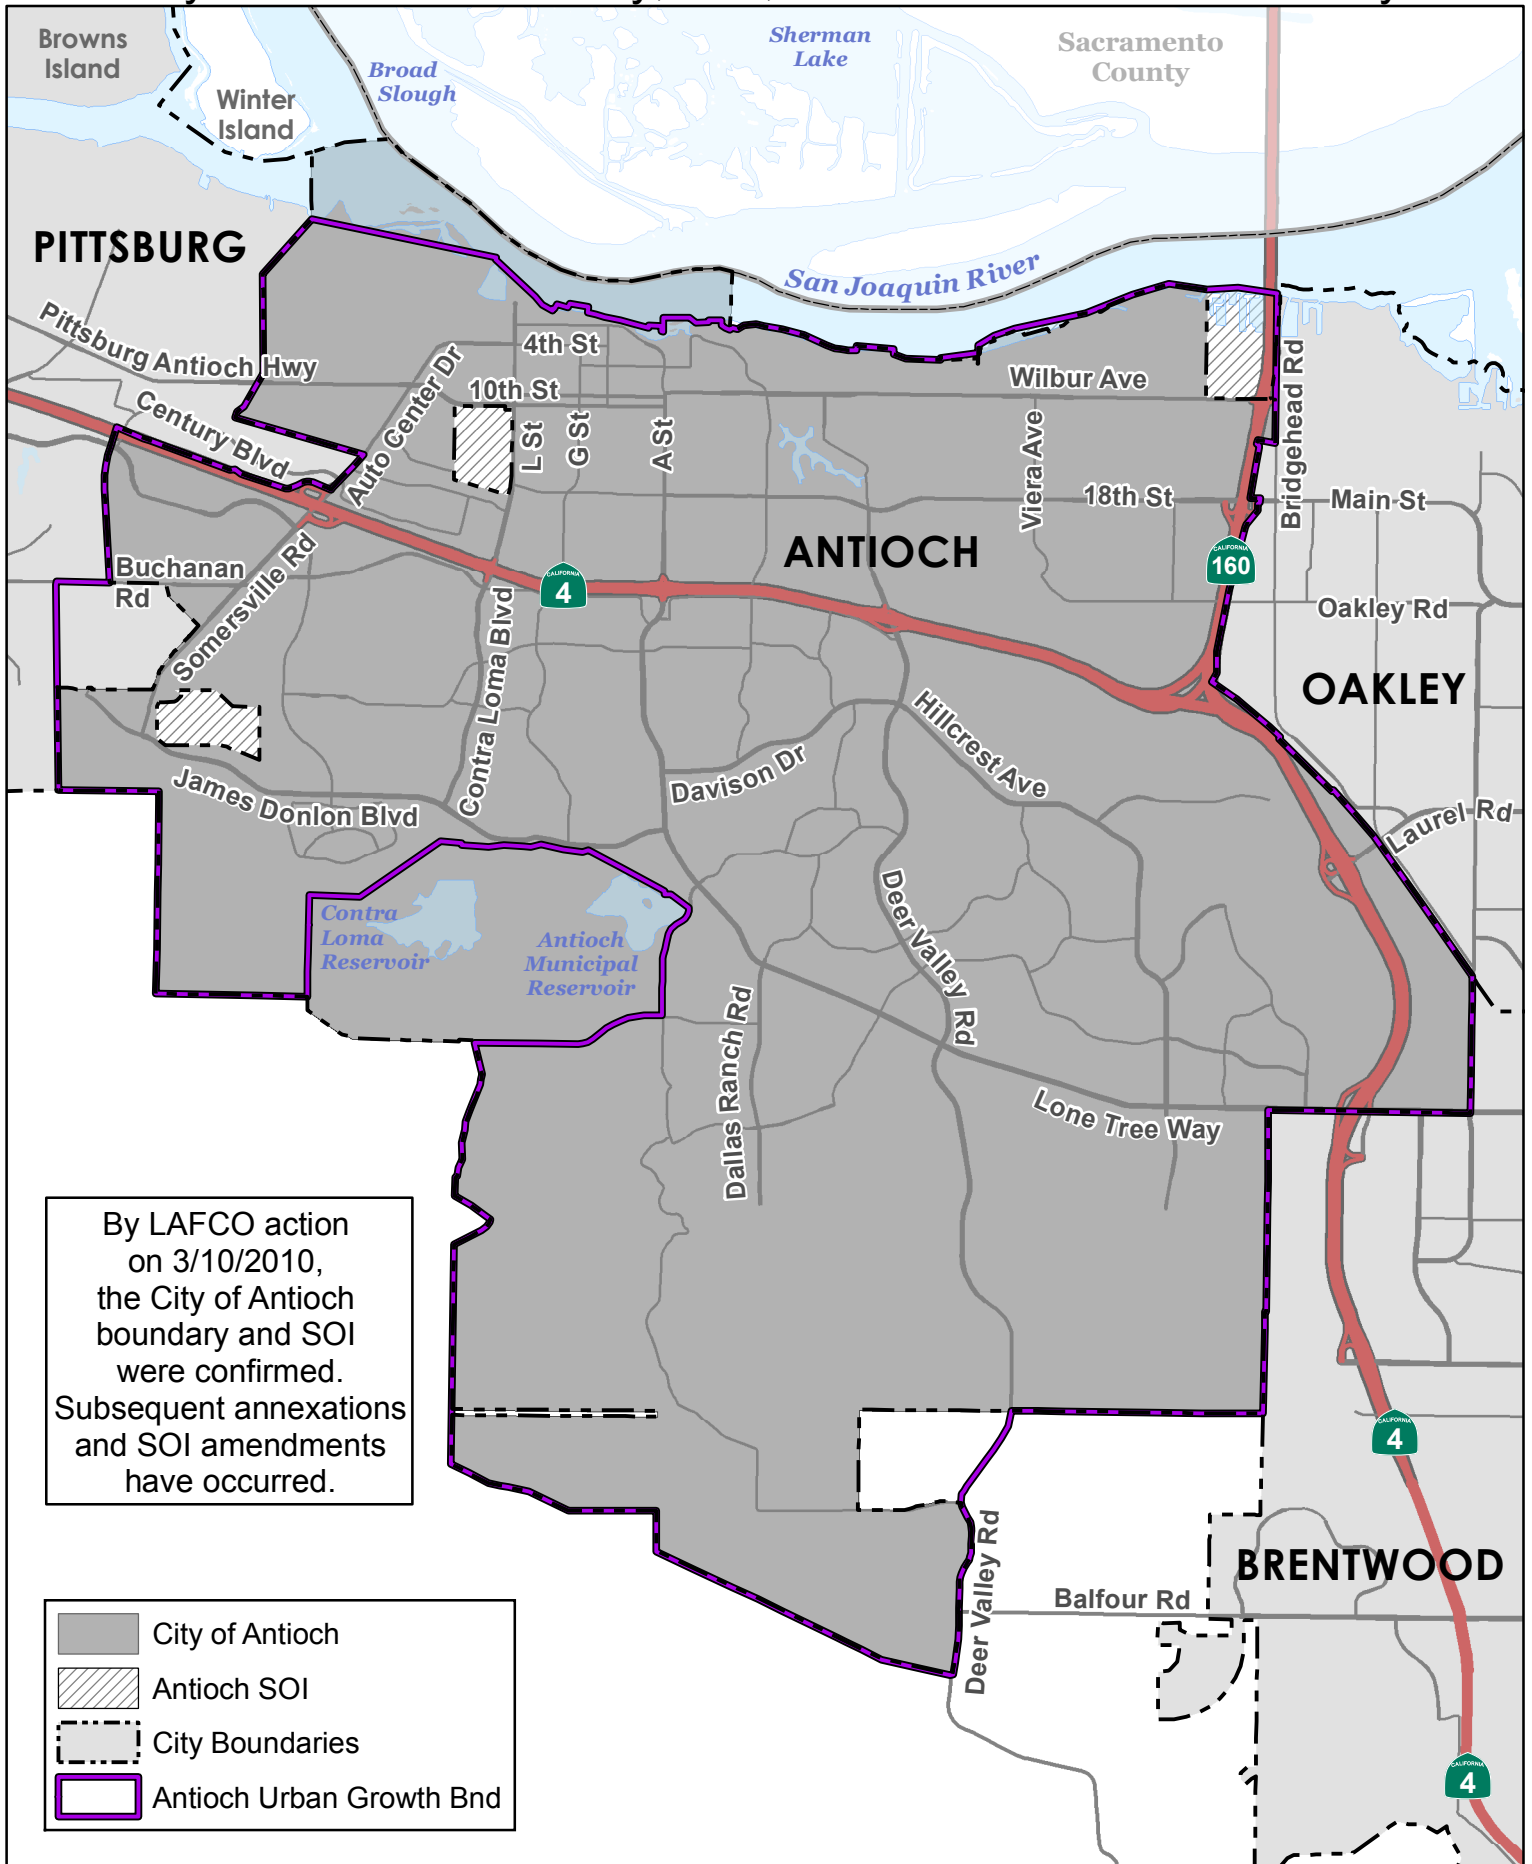 Browns
Island
Winter
Island
Broad
Slough
Sherman
Lake
Sacramento
County
PITTSBURG
San Joaquin River
Pittsburg Antioch Hwy
Century Blvd
Auto Center Dr
4th St
10th St
L St
G St
A St
Wilbur Ave
Viera Ave
18th St
Bridgehead Rd
Main St
ANTIOCH
CALIFORNIA
160
CALIFORNIA
4
Buchanan
Rd
Somersville Rd
Contra Loma Blvd
Oakley Rd
OAKLEY
Hillcrest Ave
Davison Dr
James Donlon Blvd
Laurel Rd
Deer Valley Rd
Contra
Loma
Reservoir
Antioch
Municipal
Reservoir
Dallas Ranch Rd
Lone Tree Way
By LAFCO action
on 3/10/2010,
the City of Antioch
boundary and SOI
were confirmed.
Subsequent annexations
and SOI amendments
have occurred.
CALIFORNIA
4
Deer Valley Rd
BRENTWOOD
Balfour Rd
CALIFORNIA
4
City of Antioch
Antioch SOI
City Boundaries
Antioch Urban Growth Bnd